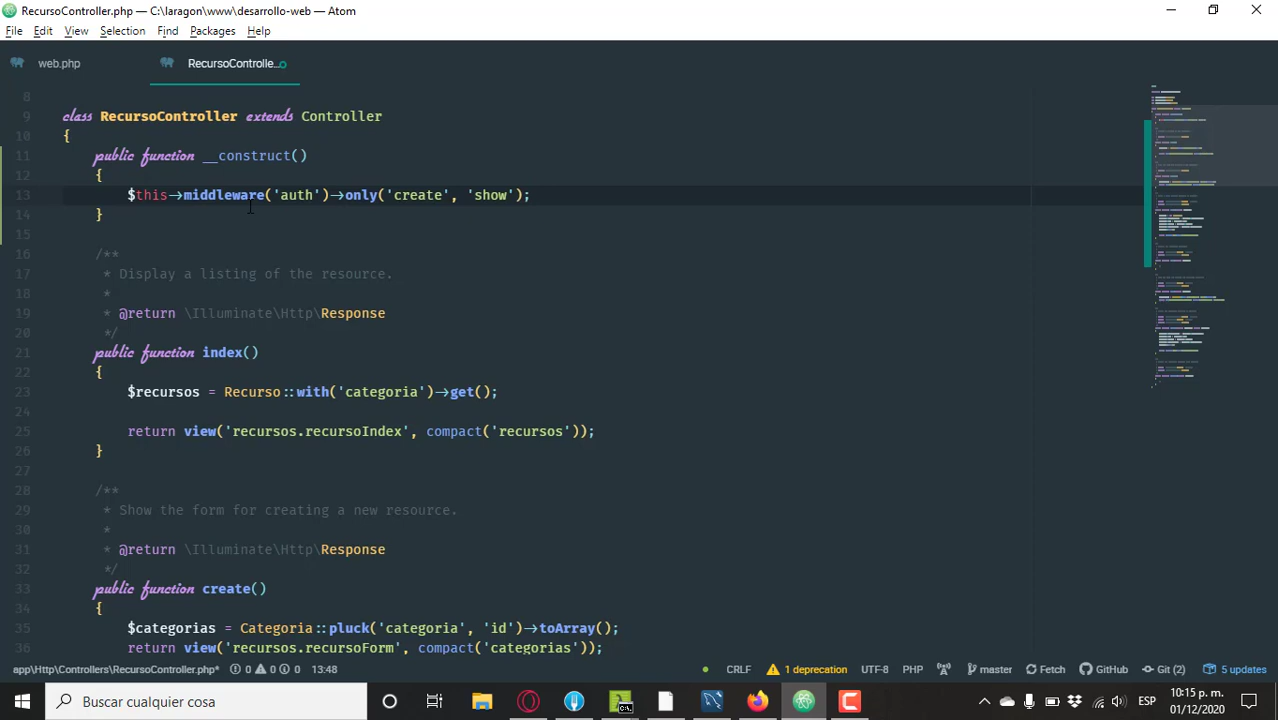 RecursoController.php — C:\laragon\www\desarrollo-web — Atom
File Edit View Selection Find Packages Help
web.php RecursoControlle...
8
9 class RecursoController extends Controller
10 {
11 public function __construct()
12 {
13 $this->middleware('auth')->only('create', 'show');
14 }
15
16 /**
17 * Display a listing of the resource.
18 *
19 * @return \Illuminate\Http\Response
20 */
21 public function index()
22 {
23 $recursos = Recurso::with('categoria')->get();
24
25 return view('recursos.recursoIndex', compact('recursos'));
26 }
27
28 /**
29 * Show the form for creating a new resource.
30 *
31 * @return \Illuminate\Http\Response
32 */
33 public function create()
34 {
35 $categorias = Categoria::pluck('categoria', 'id')->toArray();
36 return view('recursos.recursoForm', compact('categorias'));
app\Http\Controllers\RecursoController.php* 0 0 0 13:48 CRLF 1 deprecation UTF-8 PHP master Fetch GitHub Git (2) 5 updates
Buscar cualquier cosa ESP 10:15 p. m.
01/12/2020